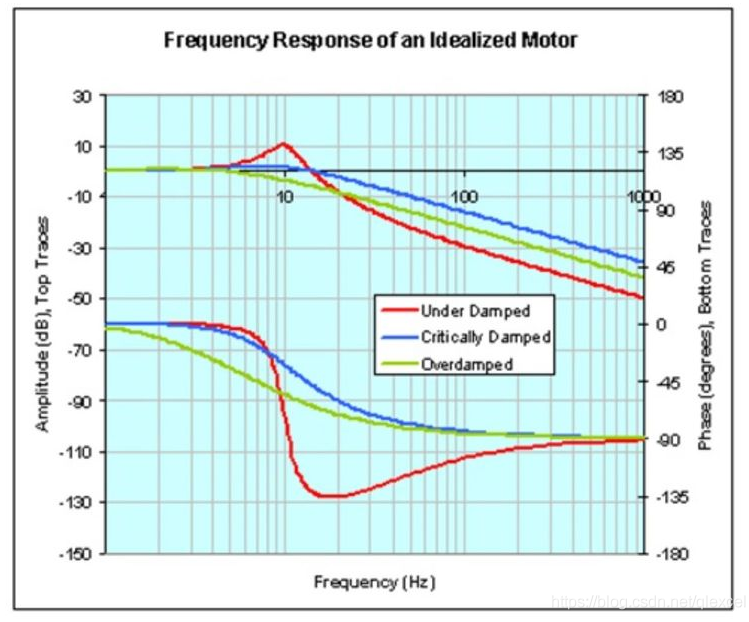 Frequency Response of an Idealized Motor
30
10
-10
-30
-50
-70
-90
-110
-130
-150
180
135
90
45
0
-45
-90
-135
-180
10
100
1000
Amplitude (dB), Top Traces
Phase (degrees), Bottom Traces
Under Damped
Critically Damped
Overdamped
Frequency (Hz)
https://blog.csdn.net/qlexcel